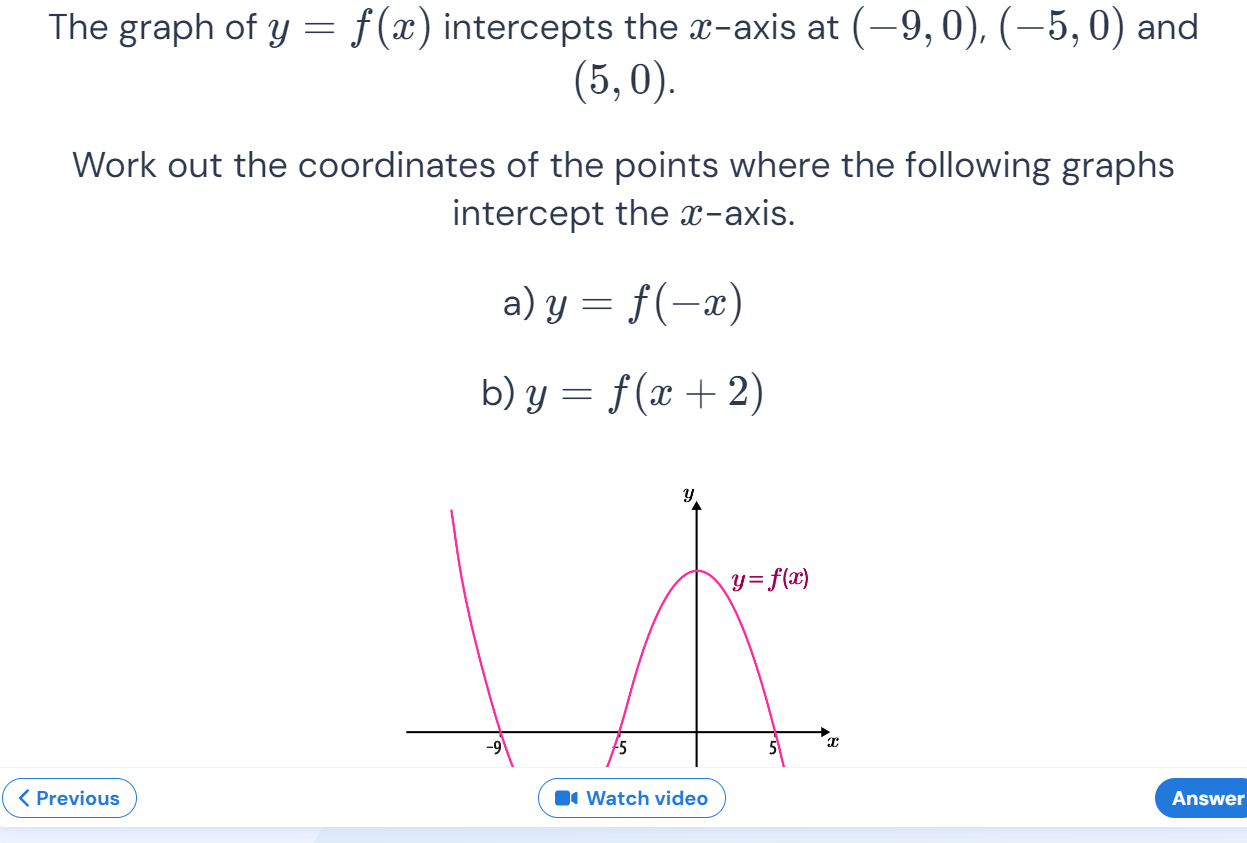 The graph of y = f(x) intercepts the x-axis at (−9, 0), (−5, 0) and
(5, 0).
Work out the coordinates of the points where the following graphs
intercept the x-axis.
a) y = f(−x)
b) y = f(x + 2)
y
y = f(x)
-9
-5
5
x
Previous
Watch video
Answer